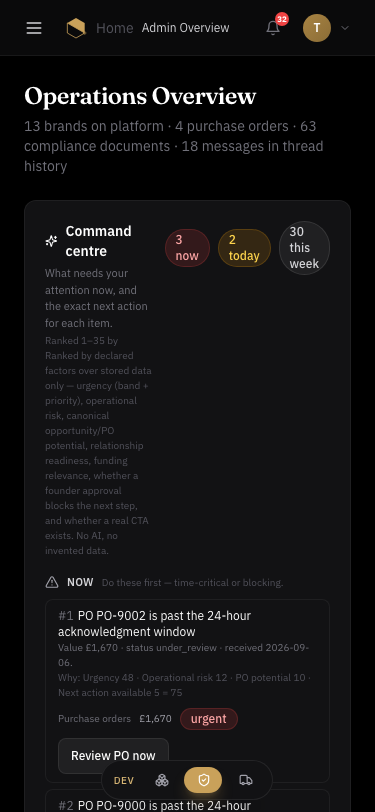 Home Admin Overview 32 T
Operations Overview
13 brands on platform · 4 purchase orders · 63
compliance documents · 18 messages in thread
history
Command
centre
3
now
2
today
30
this
week
What needs your
attention now, and
the exact next action
for each item.
Ranked 1–35 by
Ranked by declared
factors over stored data
only — urgency (band +
priority), operational
risk, canonical
opportunity/PO
potential, relationship
readiness, funding
relevance, whether a
founder approval
blocks the next step,
and whether a real CTA
exists. No AI, no
invented data.
NOW Do these first — time-critical or blocking.
#1 PO PO-9002 is past the 24-hour
acknowledgment window
Value £1,670 · status under_review · received 2026-09-
06.
Why: Urgency 48 · Operational risk 12 · PO potential 10 ·
Next action available 5 = 75
Purchase orders £1,670 urgent
Review PO now
DEV
#2 PO PO-9000 is past the 24-hour